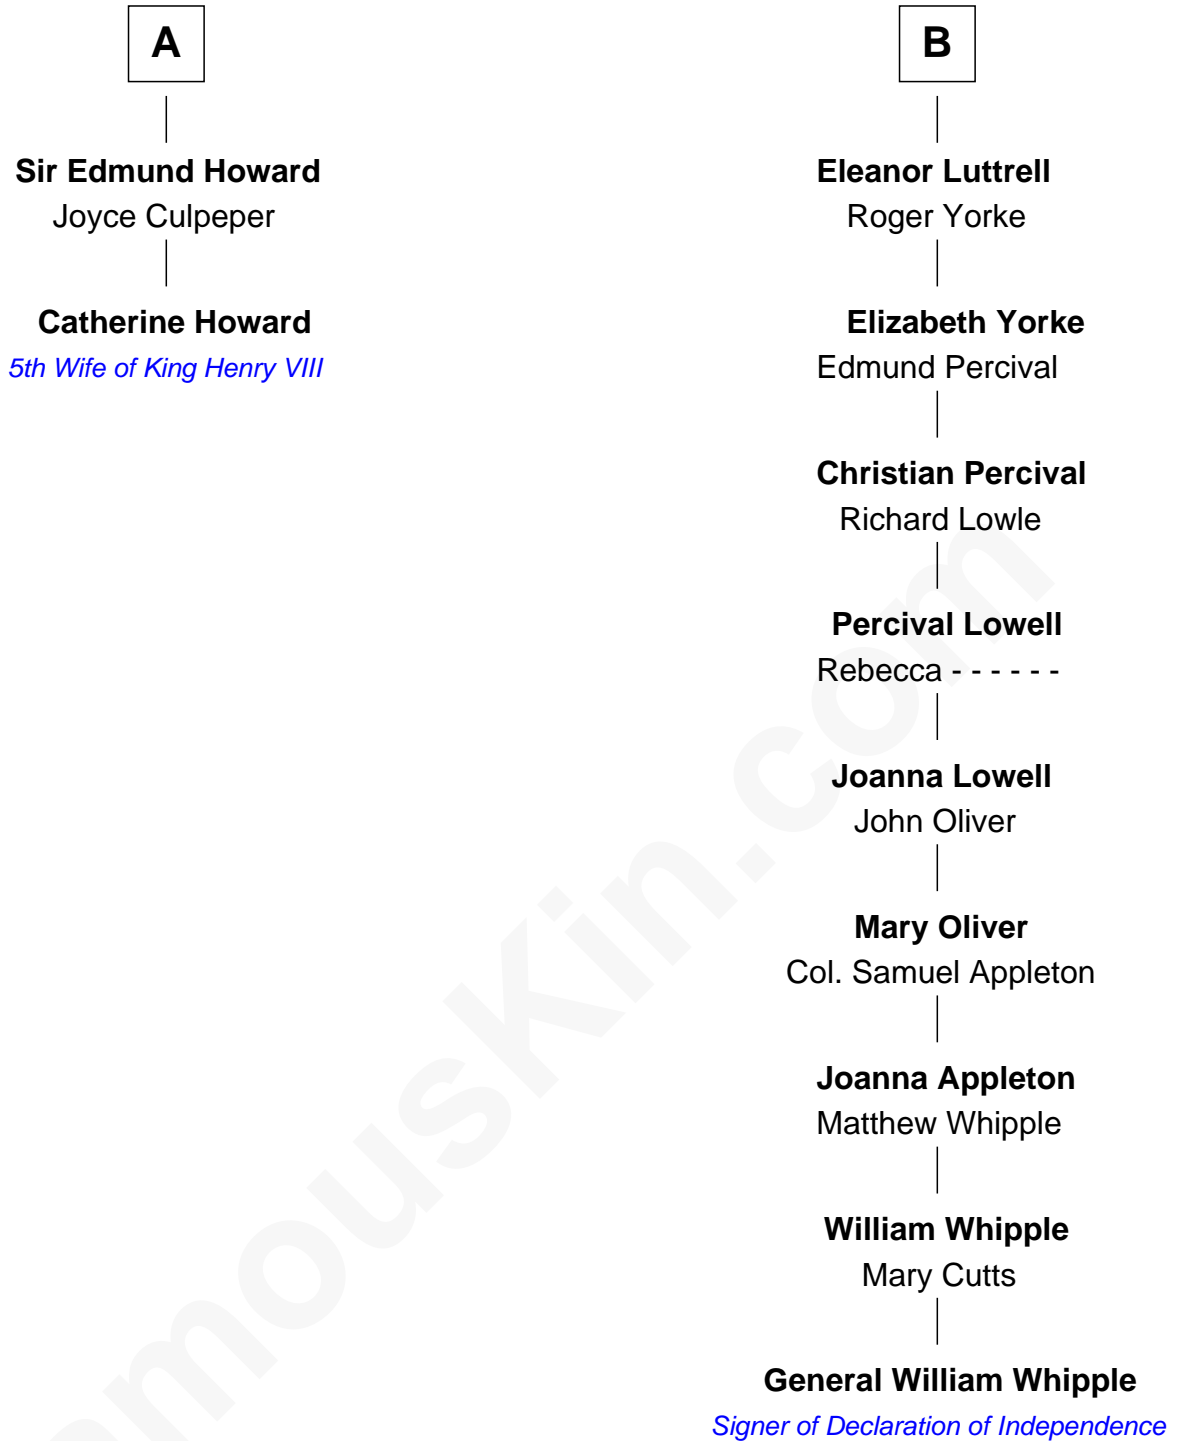 A
Sir Edmund Howard
Joyce Culpeper
Catherine Howard
5th Wife of King Henry VIII
B
Eleanor Luttrell
Roger Yorke
Elizabeth Yorke
Edmund Percival
Christian Percival
Richard Lowle
Percival Lowell
Rebecca - - - - - -
Joanna Lowell
John Oliver
Mary Oliver
Col. Samuel Appleton
Joanna Appleton
Matthew Whipple
William Whipple
Mary Cutts
General William Whipple
Signer of Declaration of Independence
amouskin.com